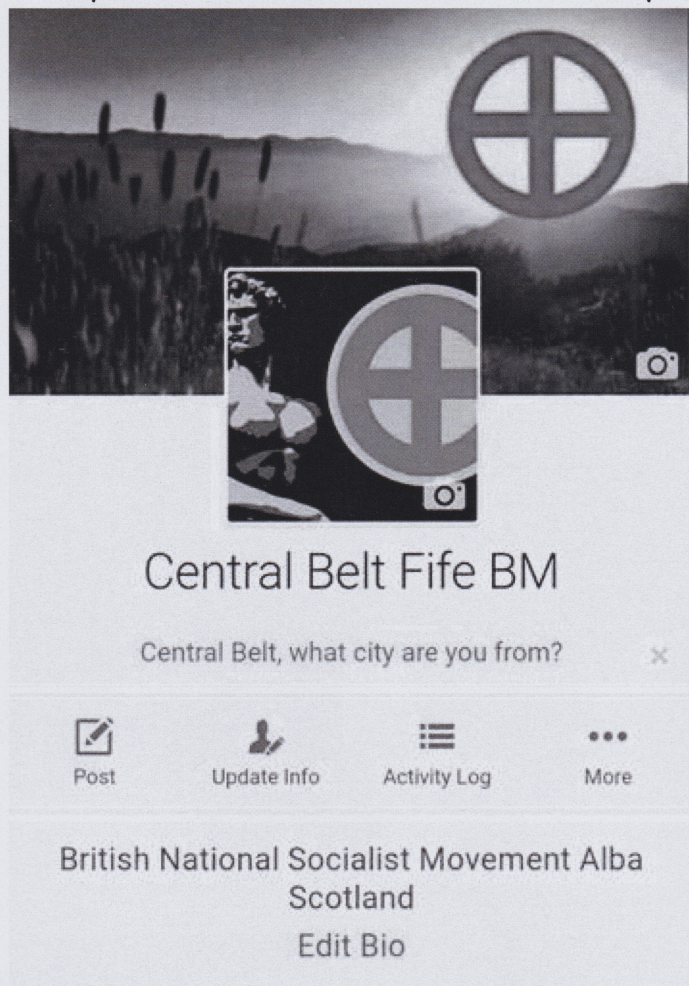 Central Belt Fife BM
Central Belt, what city are you from?
Post
Update Info
Activity Log
More
British National Socialist Movement Alba
Scotland
Edit Bio